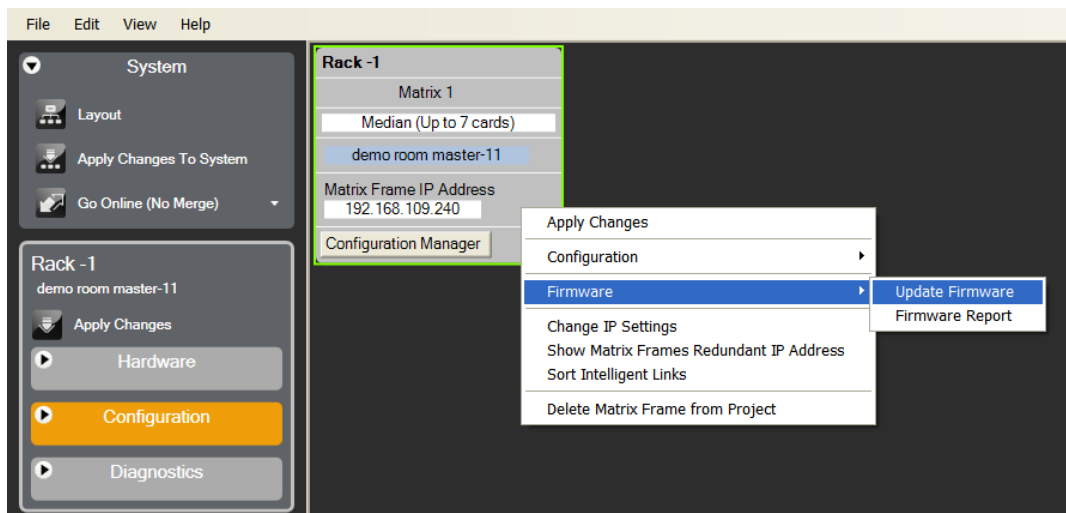 File Edit View Help
System
Layout
Apply Changes To System
Go Online (No Merge)
Rack -1
demo room master-11
Apply Changes
Hardware
Configuration
Diagnostics
Rack -1
Matrix 1
Median (Up to 7 cards)
demo room master-11
Matrix Frame IP Address
192.168.109.240
Configuration Manager
Apply Changes
Configuration
Firmware
Change IP Settings
Show Matrix Frames Redundant IP Address
Sort Intelligent Links
Delete Matrix Frame from Project
Update Firmware
Firmware Report